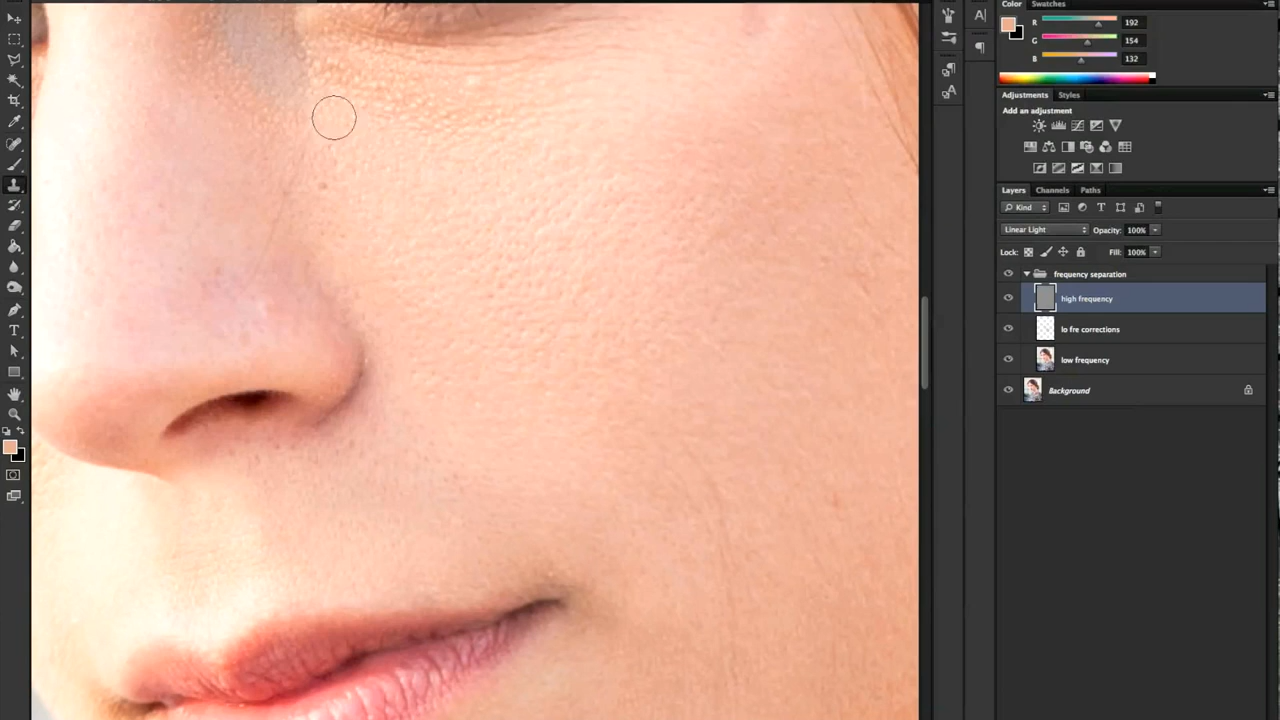 Color Swatches
R 192
G 154
B 132
Adjustments Styles
Add an adjustment
Layers Channels Paths
Kind
Linear Light Opacity: 100%
Lock: Fill: 100%
frequency separation
high frequency
lo fre corrections
low frequency
Background